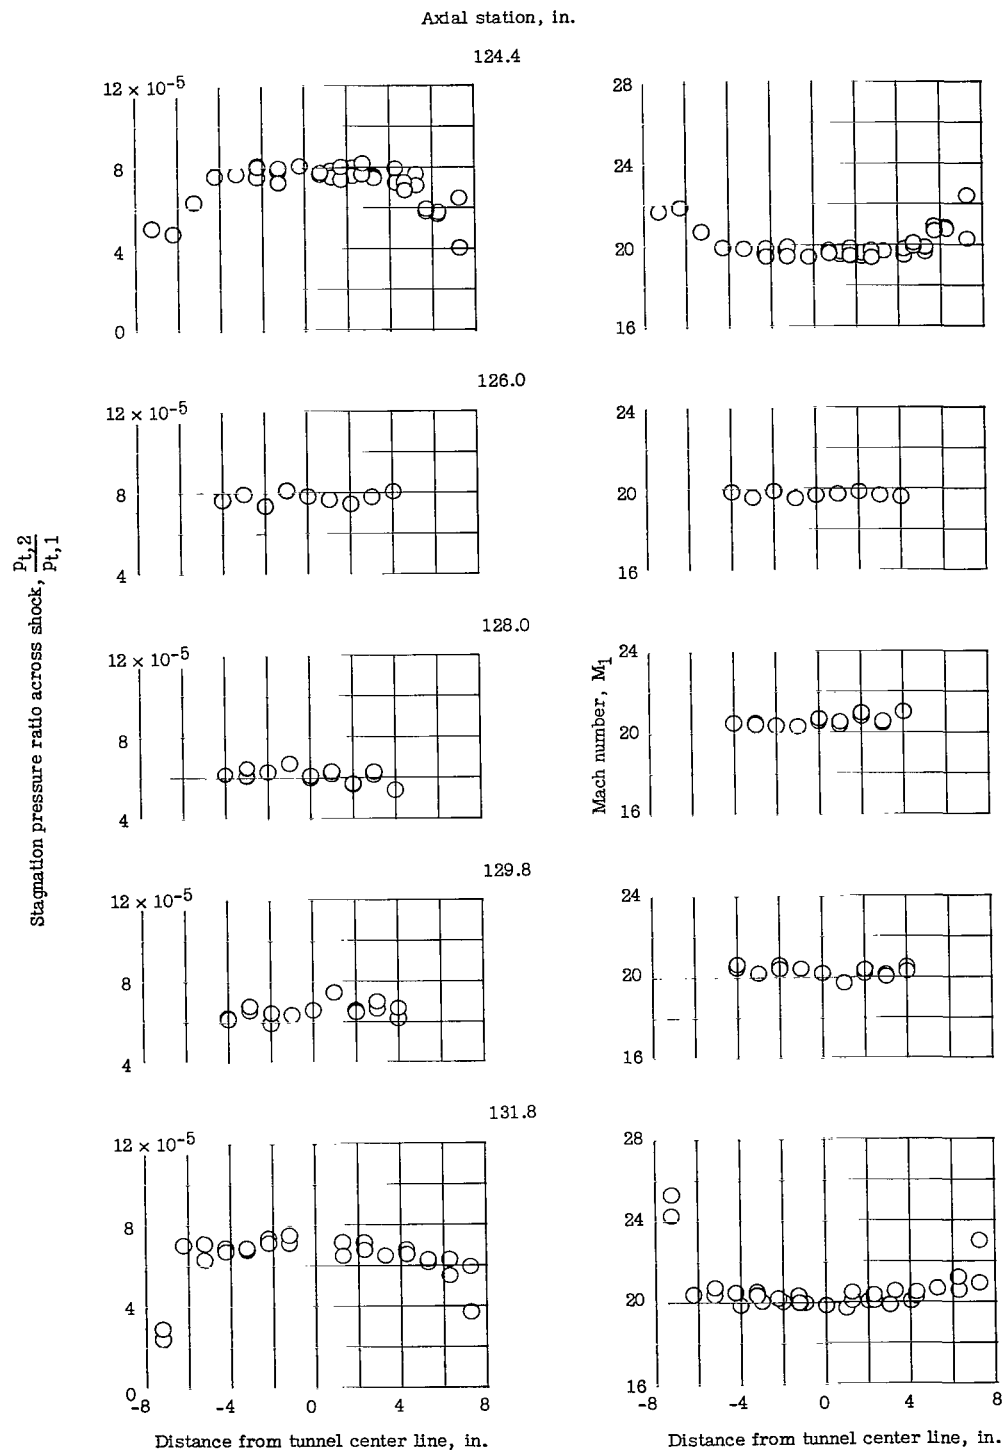 Axial station, in.
124.4
12 × 10-5
8
4
0
28
24
20
16
126.0
12 × 10-5
8
4
24
20
16
128.0
12 × 10-5
8
4
24
20
16
129.8
12 × 10-5
8
4
24
20
16
131.8
12 × 10-5
8
4
0
28
24
20
16
-8 -4 0 4 8
-8 -4 0 4 8
Distance from tunnel center line, in.
Distance from tunnel center line, in.
Stagnation pressure ratio across shock, pt,2 / pt,1
Mach number, M1